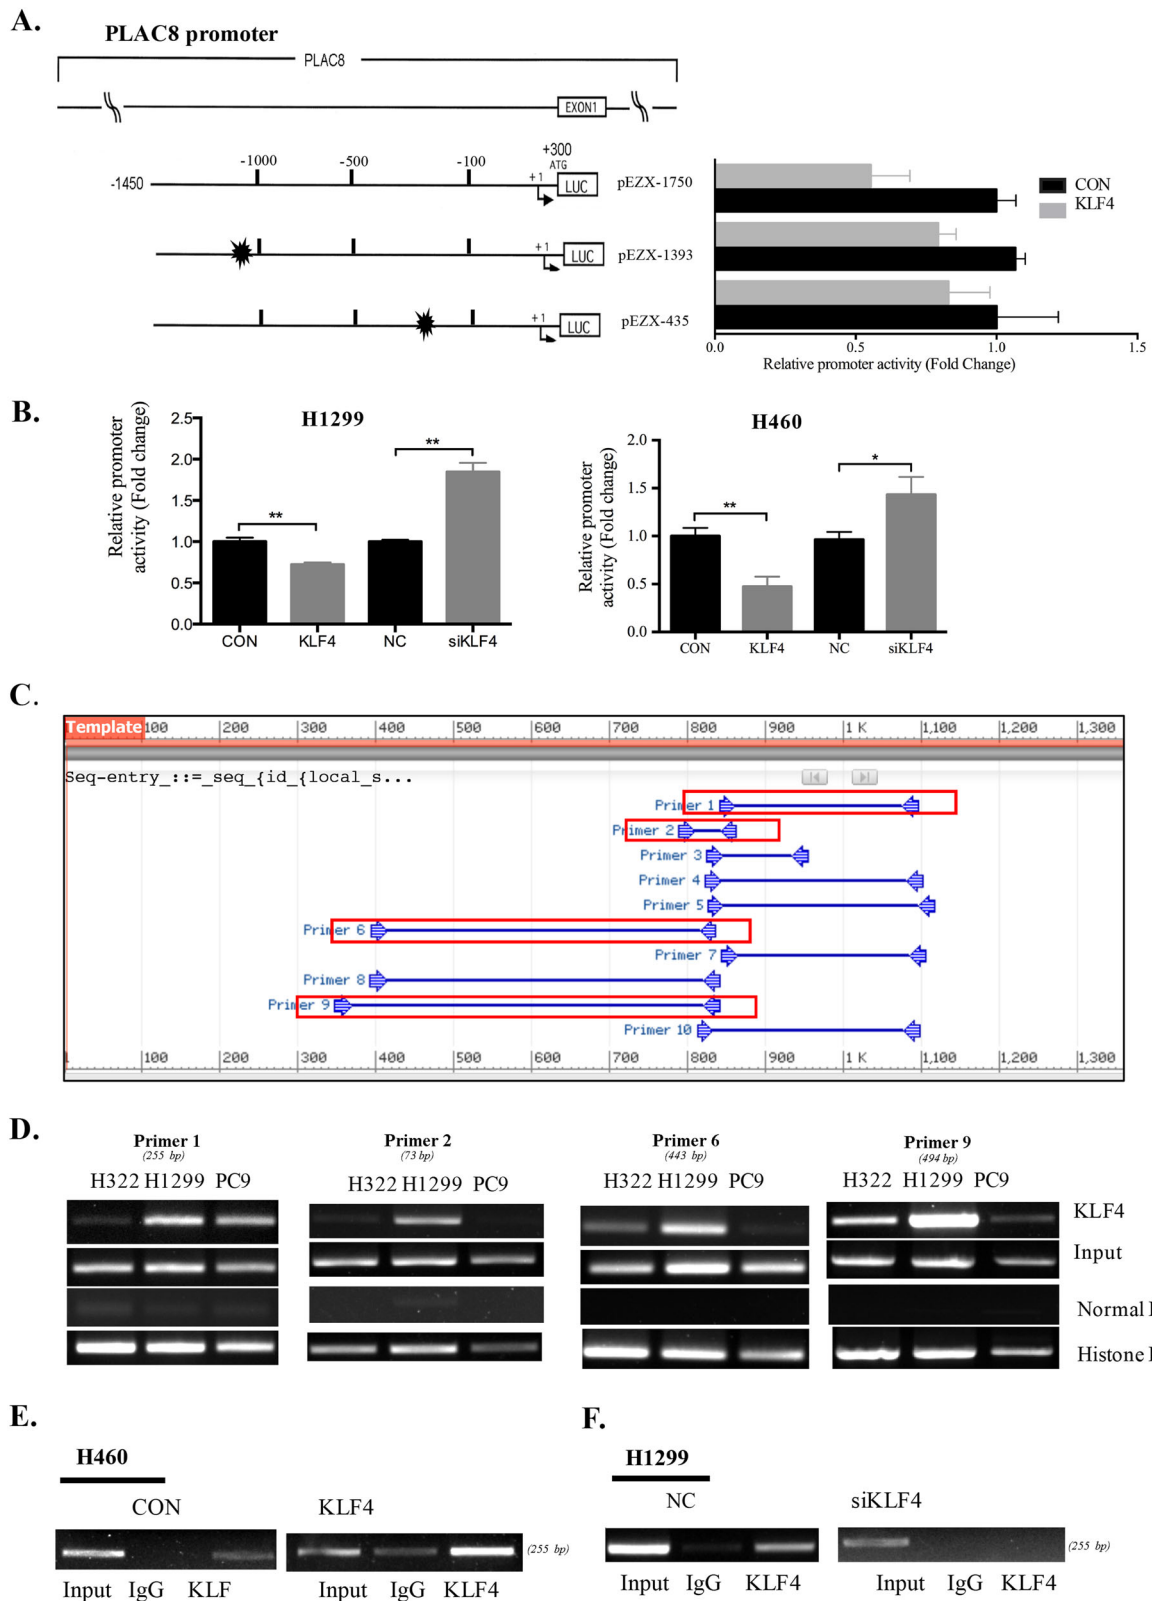 A.
PLAC8 promoter
PLAC8
EXON1
-1450
-1000
-500
-100
+300
ATG
+1
LUC
pEZX-1750
+1
LUC
pEZX-1393
+1
LUC
pEZX-435
CON
KLF4
0.0 0.5 1.0 1.5
Relative promoter activity (Fold Change)
B.
H1299
Relative promoter
activity (Fold change)
2.5
2.0
1.5
1.0
0.5
0.0
** **
CON KLF4 NC siKLF4
H460
Relative promoter
activity (Fold change)
2.0
1.5
1.0
0.5
0.0
** *
CON KLF4 NC siKLF4
C.
Template 100 200 300 400 500 600 700 800 900 1 K 1,100 1,200 1,300
Seq-entry_::=_seq_{id_{local_s...
Primer 1
Primer 2
Primer 3
Primer 4
Primer 5
Primer 6
Primer 7
Primer 8
Primer 9
Primer 10
100 200 300 400 500 600 700 800 900 1 K 1,100 1,200 1,300
D.
Primer 1
(255 bp)
H322 H1299 PC9
Primer 2
(73 bp)
H322 H1299 PC9
Primer 6
(443 bp)
H322 H1299 PC9
Primer 9
(494 bp)
H322 H1299 PC9
KLF4
Input
Normal
Histone
E.
H460
CON KLF4
(255 bp)
Input IgG KLF Input IgG KLF4
F.
H1299
NC siKLF4
(255 bp)
Input IgG KLF4 Input IgG KLF4